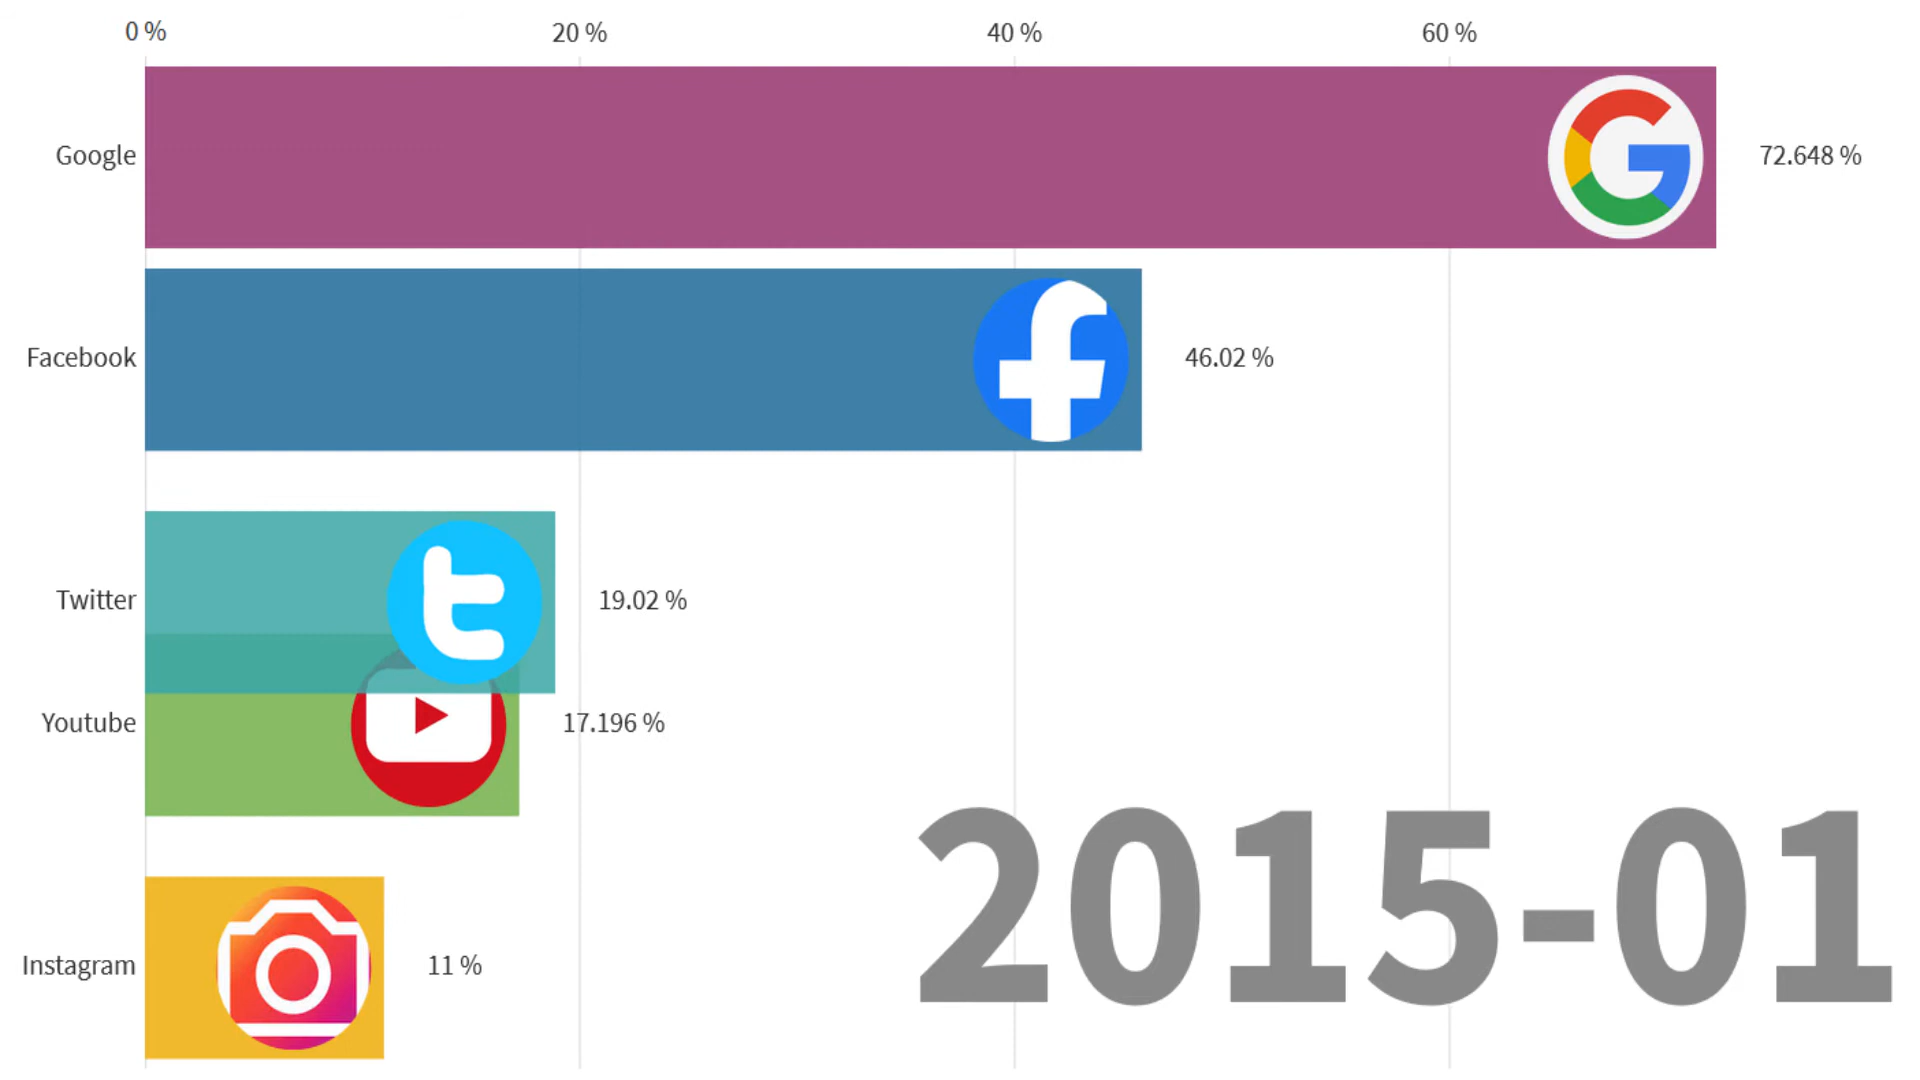 0 % 20 % 40 % 60 %
Google 72.648 %
Facebook 46.02 %
Twitter 19.02 %
Youtube 17.196 %
Instagram 11 %
2015-01